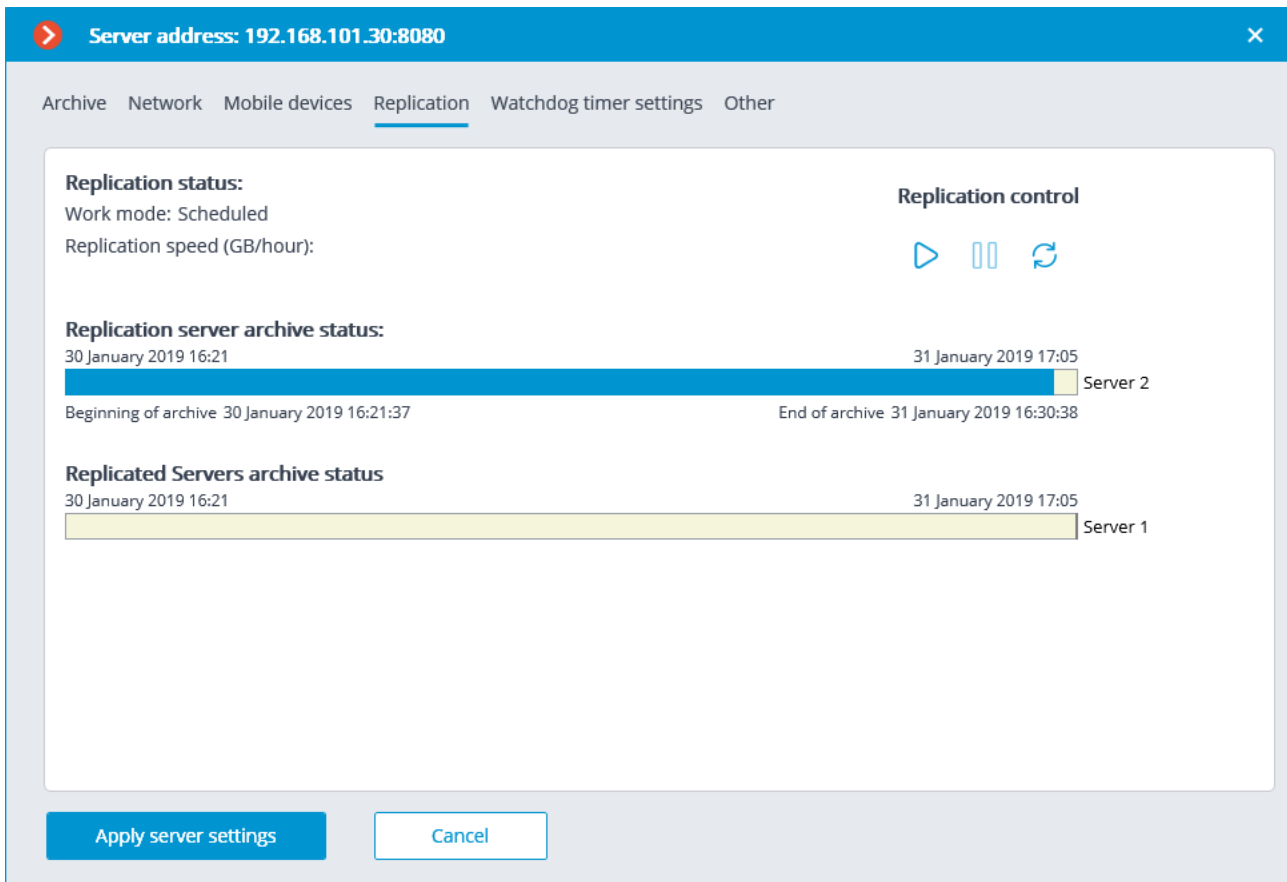 Server address: 192.168.101.30:8080
Archive Network Mobile devices Replication Watchdog timer settings Other
Replication status:
Replication control
Work mode: Scheduled
Replication speed (GB/hour):
Replication server archive status:
30 January 2019 16:21 31 January 2019 17:05
Server 2
Beginning of archive 30 January 2019 16:21:37 End of archive 31 January 2019 16:30:38
Replicated Servers archive status
30 January 2019 16:21 31 January 2019 17:05
Server 1
Apply server settings Cancel